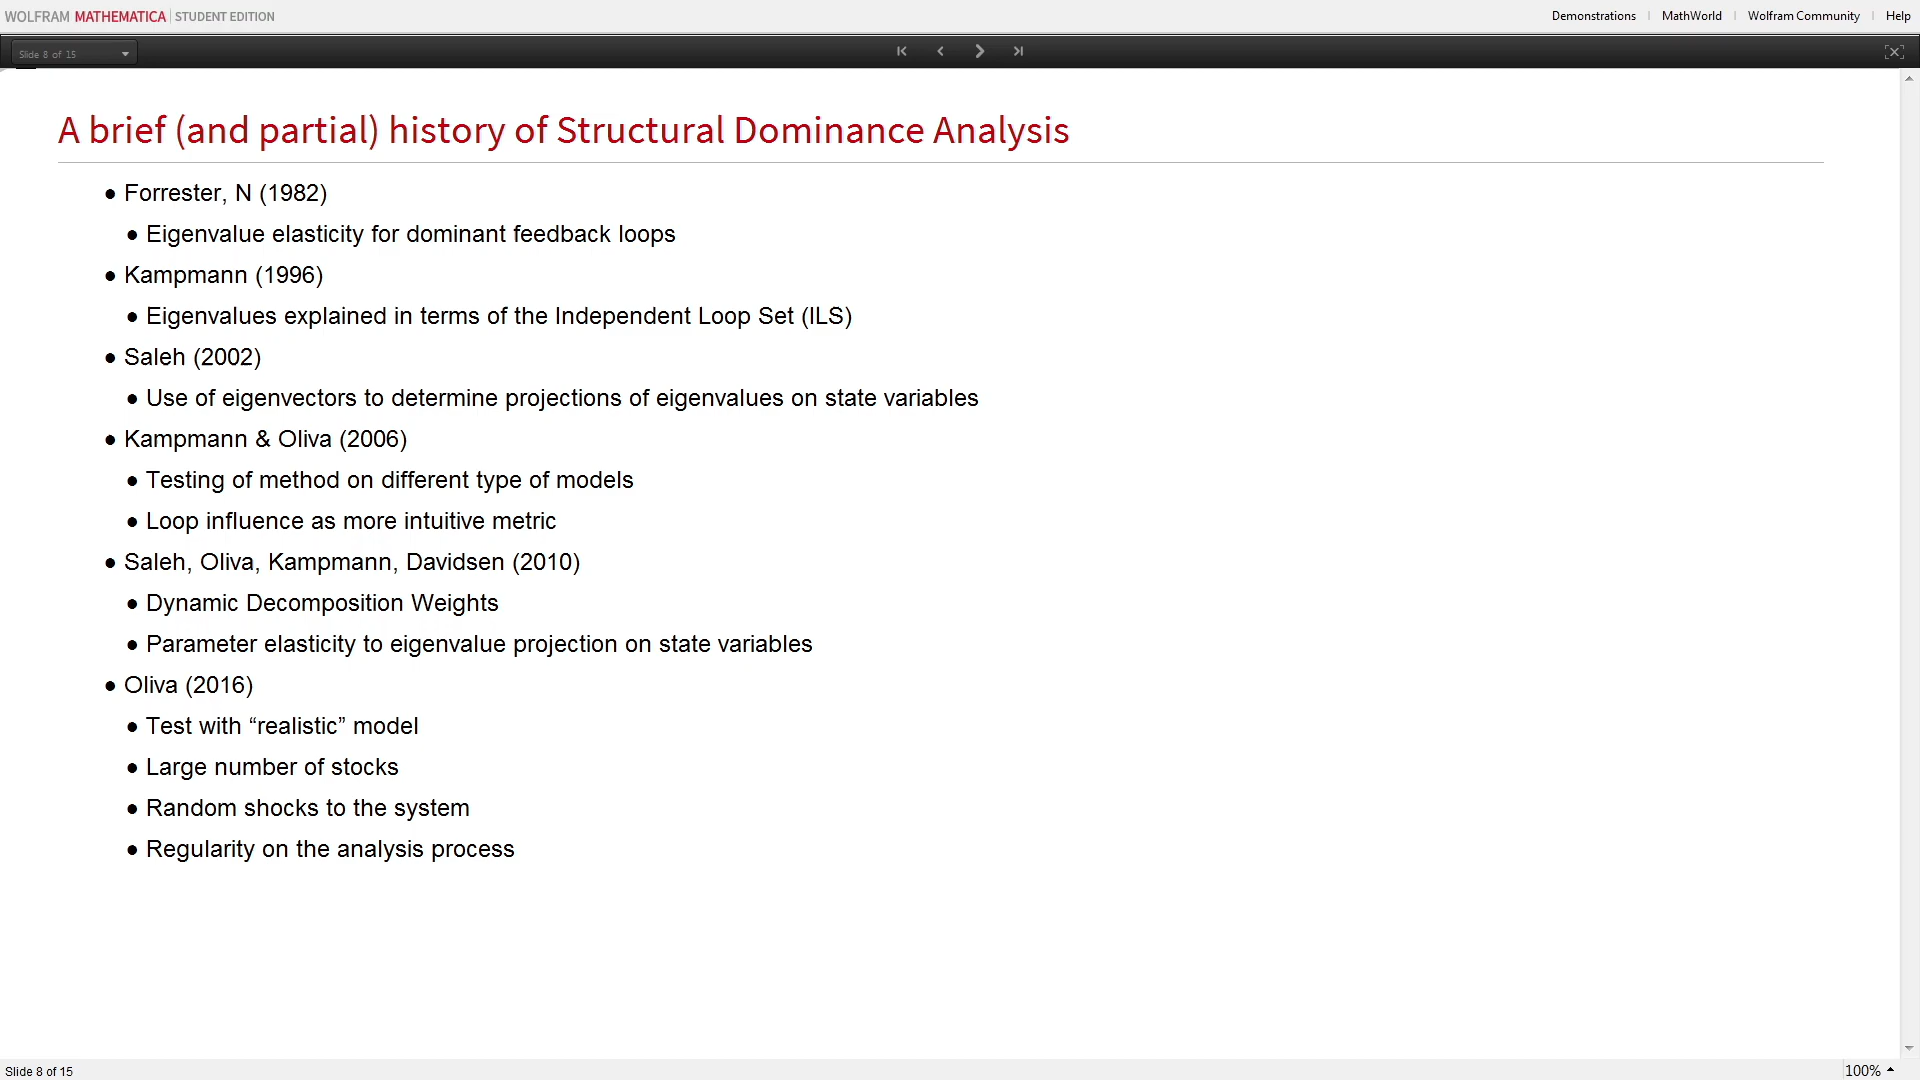 WOLFRAM MATHEMATICA | STUDENT EDITION
Demonstrations | MathWorld | Wolfram Community | Help
Slide 8 of 15
A brief (and partial) history of Structural Dominance Analysis
● Forrester, N (1982)
● Eigenvalue elasticity for dominant feedback loops
● Kampmann (1996)
● Eigenvalues explained in terms of the Independent Loop Set (ILS)
● Saleh (2002)
● Use of eigenvectors to determine projections of eigenvalues on state variables
● Kampmann & Oliva (2006)
● Testing of method on different type of models
● Loop influence as more intuitive metric
● Saleh, Oliva, Kampmann, Davidsen (2010)
● Dynamic Decomposition Weights
● Parameter elasticity to eigenvalue projection on state variables
● Oliva (2016)
● Test with “realistic” model
● Large number of stocks
● Random shocks to the system
● Regularity on the analysis process
Slide 8 of 15
100%